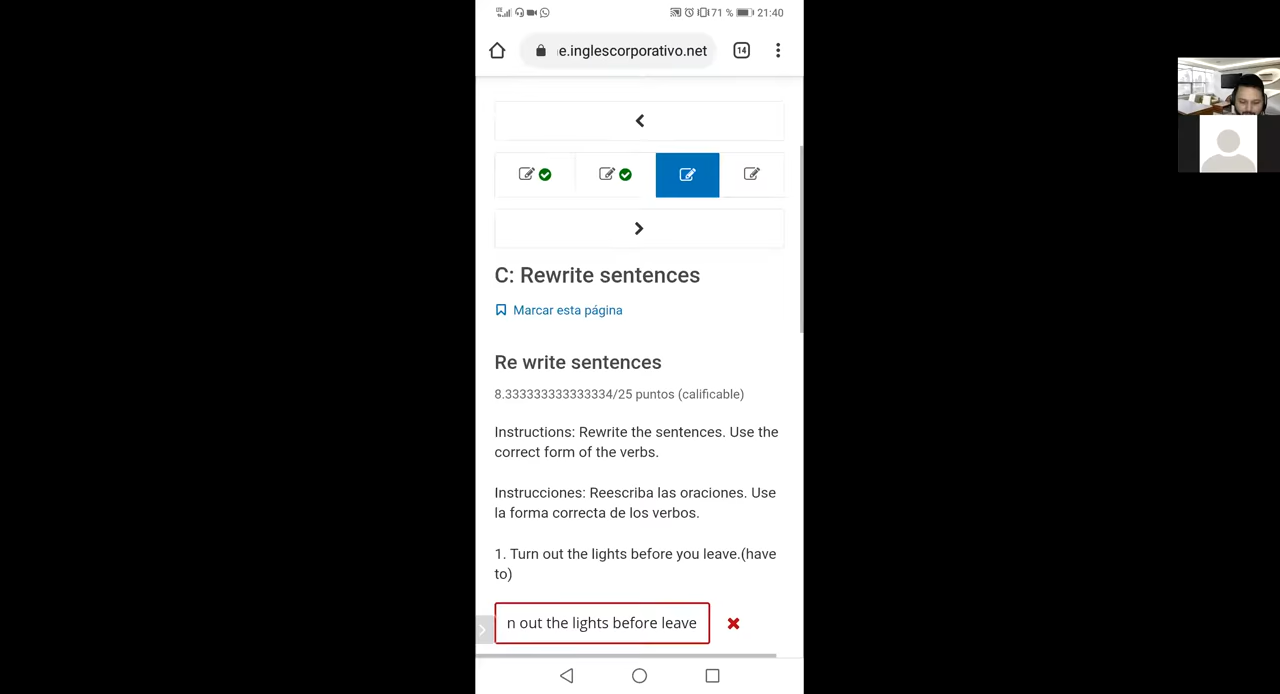 71 % 21:40
e.inglescorporativo.net
14
C: Rewrite sentences
Marcar esta página
Re write sentences
8.333333333333334/25 puntos (calificable)
Instructions: Rewrite the sentences. Use the
correct form of the verbs.
Instrucciones: Reescriba las oraciones. Use
la forma correcta de los verbos.
1. Turn out the lights before you leave.(have
to)
n out the lights before leave